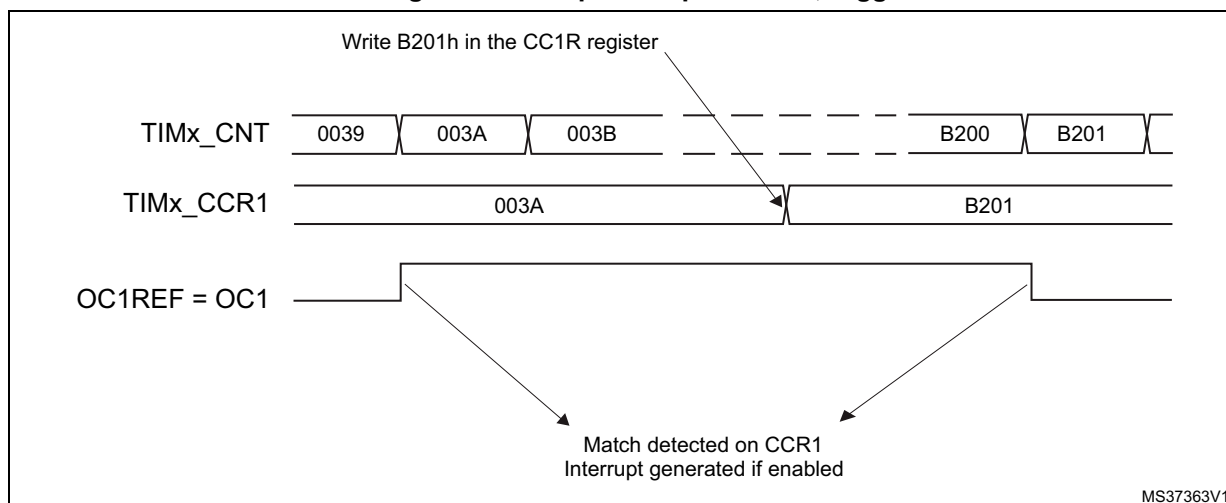 Write B201h in the CC1R register
TIMx_CNT 0039 003A 003B B200 B201
TIMx_CCR1 003A B201
OC1REF = OC1
Match detected on CCR1
Interrupt generated if enabled
MS37363V1